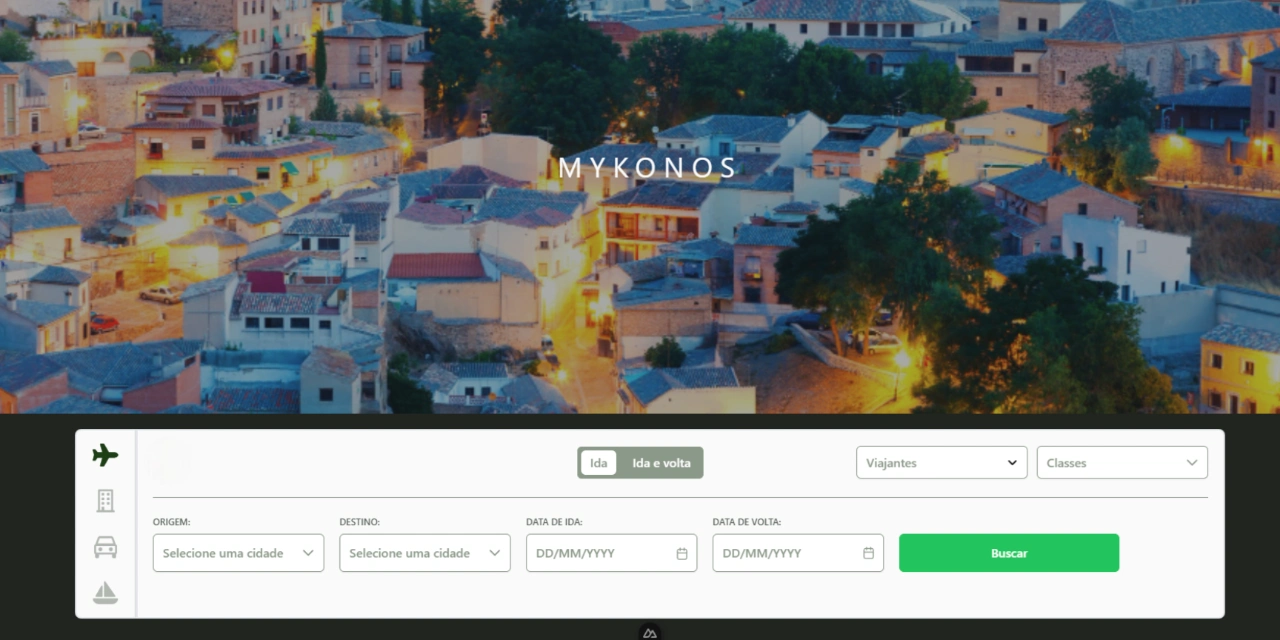 MYKONOS
Ida Ida e volta Viajantes Classes
ORIGEM: DESTINO: DATA DE IDA: DATA DE VOLTA:
Selecione uma cidade Selecione uma cidade DD/MM/YYYY DD/MM/YYYY Buscar